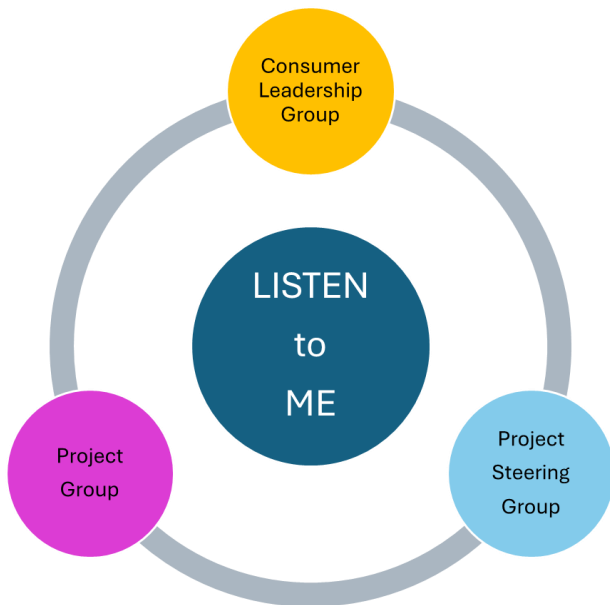 Consumer
Leadership
Group
LISTEN
to
ME
Project
Group
Project
Steering
Group